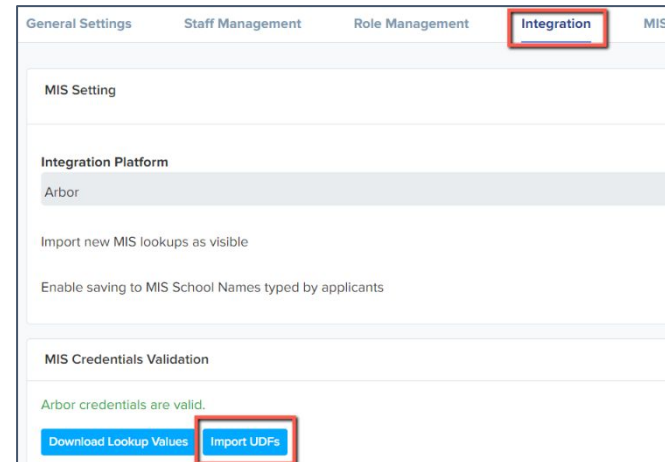 General Settings Staff Management Role Management Integration MIS
MIS Setting
Integration Platform
Arbor
Import new MIS lookups as visible
Enable saving to MIS School Names typed by applicants
MIS Credentials Validation
Arbor credentials are valid.
Download Lookup Values Import UDFs